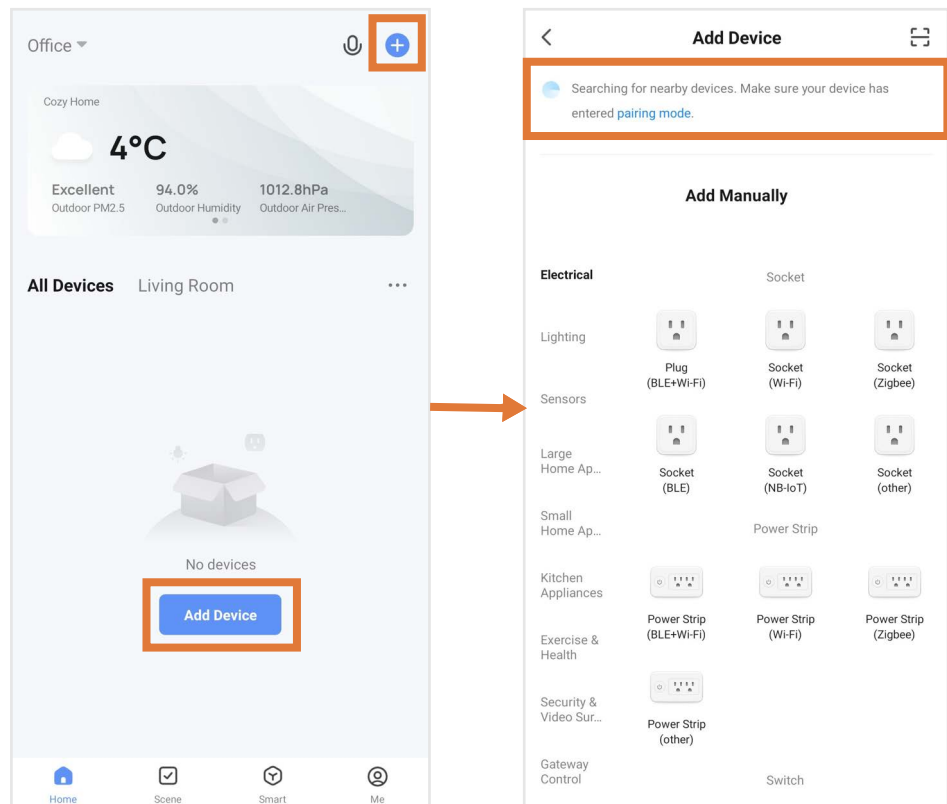 Office
Cozy Home
4°C
Excellent 94.0% 1012.8hPa
Outdoor PM2.5 Outdoor Humidity Outdoor Air Pres...
All Devices Living Room
No devices
Add Device
Home Scene Smart Me
Add Device
Searching for nearby devices. Make sure your device has
entered pairing mode.
Add Manually
Electrical
Lighting
Sensors
Large
Home Ap...
Small
Home Ap...
Kitchen
Appliances
Exercise &
Health
Security &
Video Sur...
Gateway
Control
Socket
Plug Socket Socket
(BLE+Wi-Fi) (Wi-Fi) (Zigbee)
Socket Socket Socket
(BLE) (NB-IoT) (other)
Power Strip
Power Strip Power Strip Power Strip
(BLE+Wi-Fi) (Wi-Fi) (Zigbee)
Power Strip
(other)
Switch